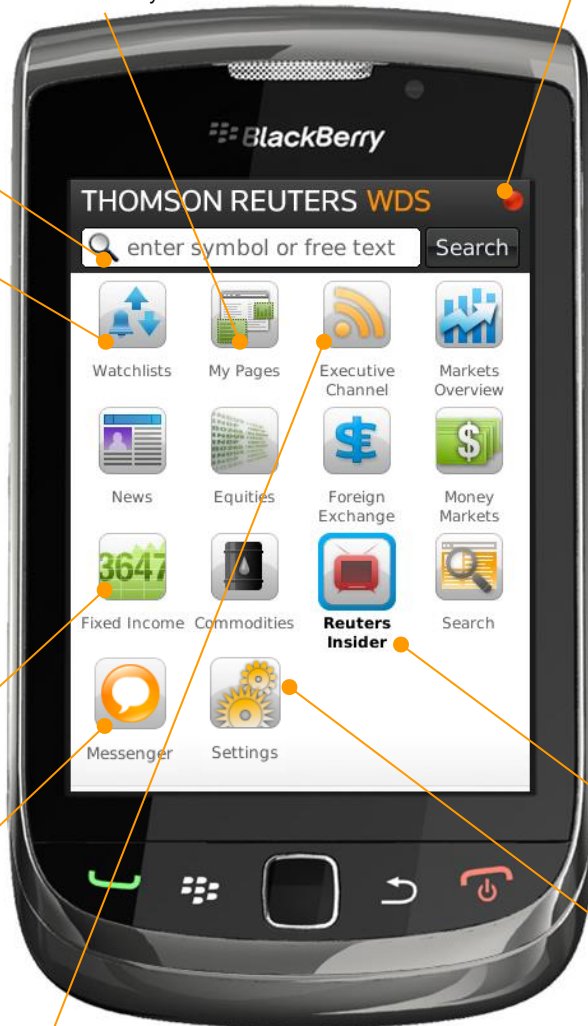 BlackBerry
THOMSON REUTERS WDS
enter symbol or free text
Search
Watchlists
My Pages
Executive
Channel
Markets
Overview
News
Equities
Foreign
Exchange
Money
Markets
3647
Fixed Income
Commodities
Reuters
Insider
Search
Messenger
Settings